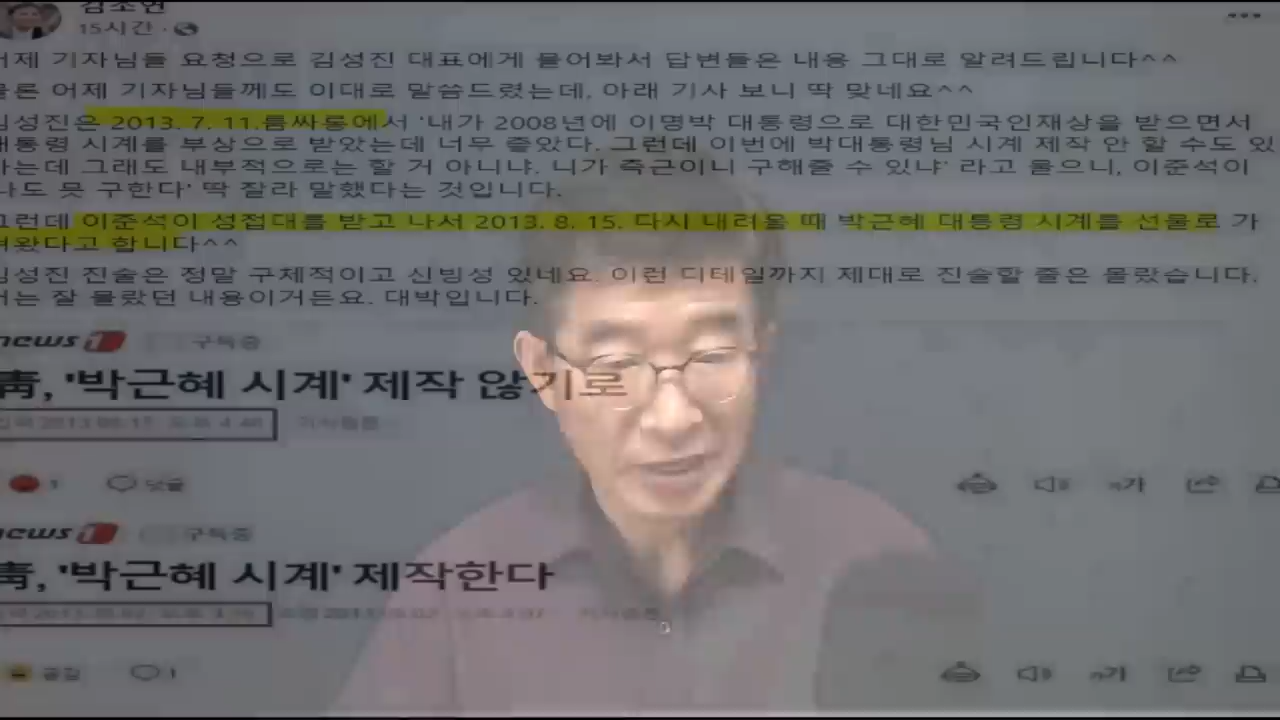 김소연
15시간 ·
어제 기자님들 요청으로 김성진 대표에게 물어봐서 답변들은 내용 그대로 알려드립니다^^
물론 어제 기자님들께도 이대로 말씀드렸는데, 아래 기사 보니 딱 맞네요^^
김성진은 2013. 7. 11.룸싸롱에서 '내가 2008년에 이명박 대통령으로 대한민국인재상을 받으면서
대통령 시계를 부상으로 받았는데 너무 좋았다. 그런데 이번에 박대통령님 시계 제작 안 할 수도 있
하는데 그래도 내부적으로는 할 거 아니냐. 니가 측근이니 구해줄 수 있냐' 라고 물으니, 이준석이
'나도 못 구한다' 딱 잘라 말했다는 것입니다.
그런데 이준석이 성접대를 받고 나서 2013. 8. 15. 다시 내려올 때 박근혜 대통령 시계를 선물로 가
져왔다고 합니다^^
김성진 진술은 정말 구체적이고 신빙성 있네요. 이런 디테일까지 제대로 진술할 줄은 몰랐습니다.
저는 잘 몰랐던 내용이거든요. 대박입니다.
news1 구독중
靑, '박근혜 시계' 제작 않기로
1 댓글 가
news1 구독중
靑, '박근혜 시계' 제작한다
공감 1 가